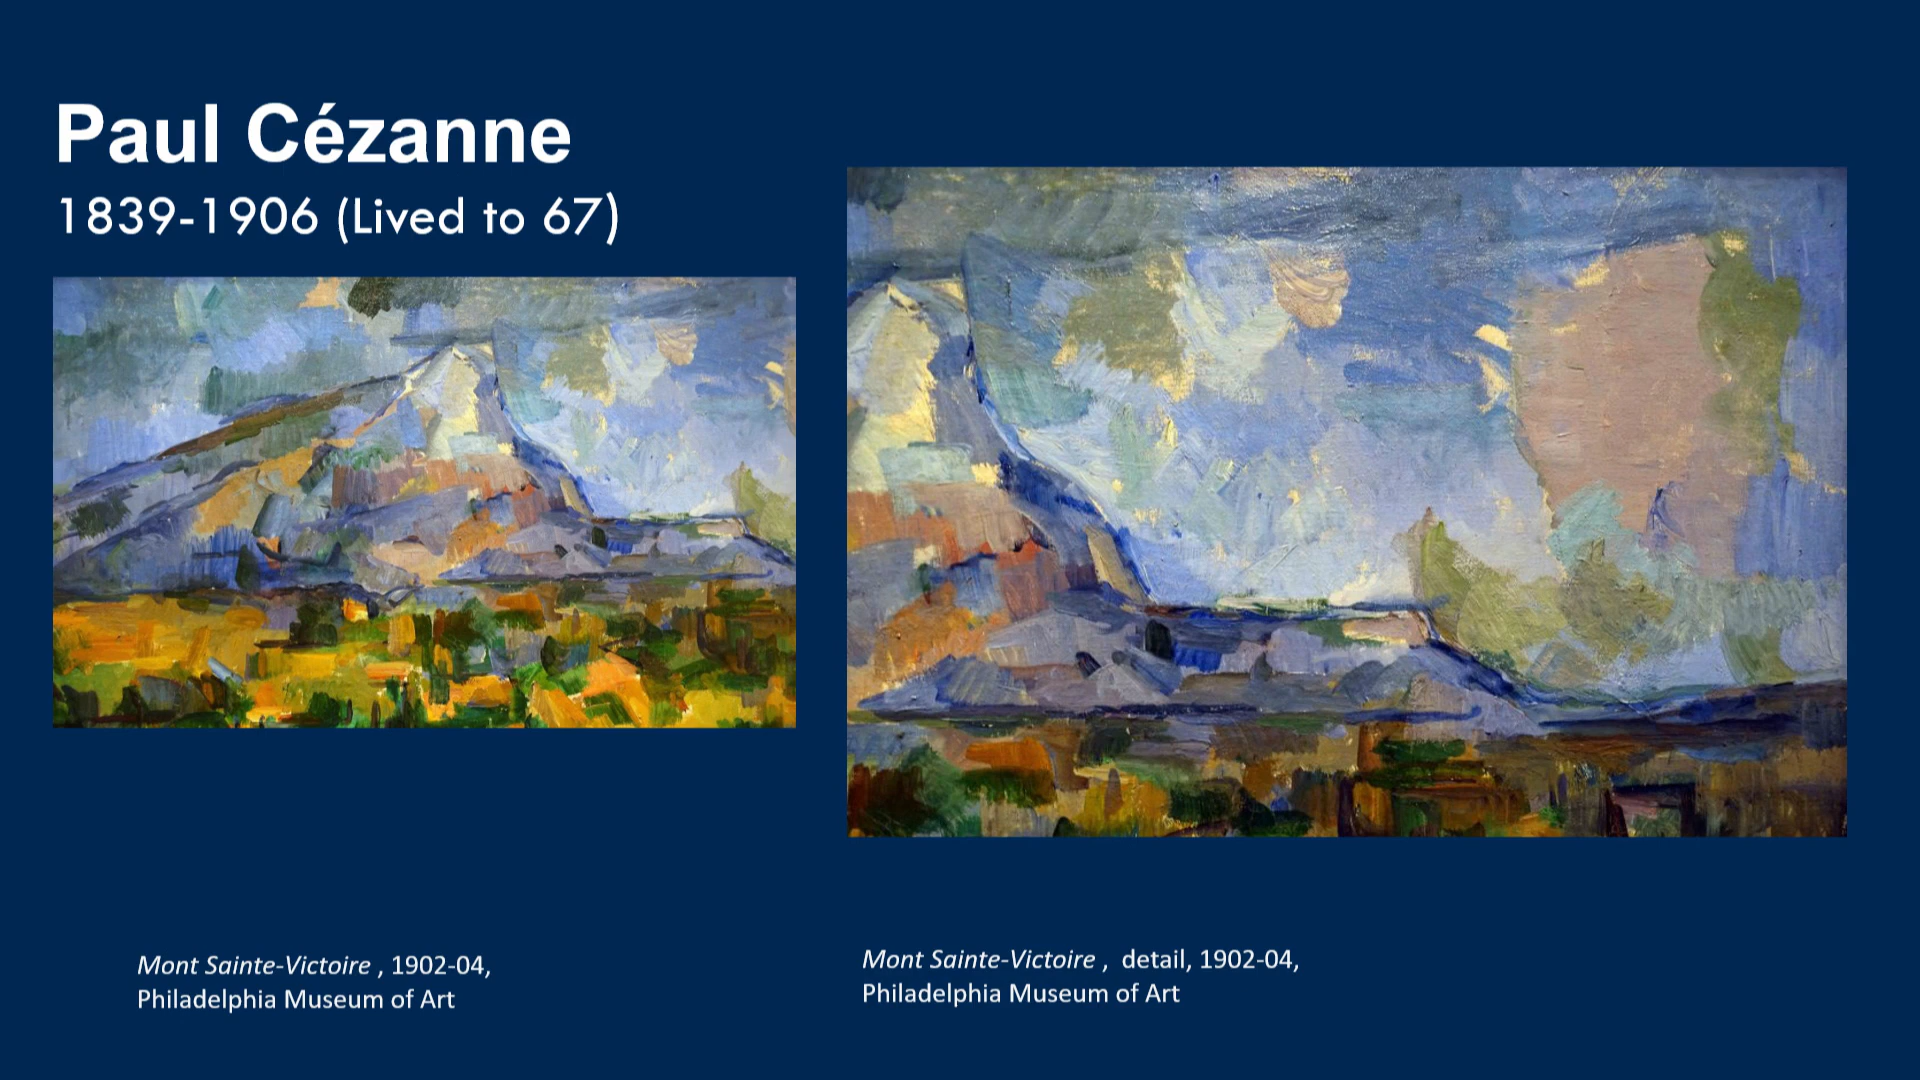 Paul Cézanne
1839-1906 (Lived to 67)
Mont Sainte-Victoire , 1902-04,
Philadelphia Museum of Art
Mont Sainte-Victoire , detail, 1902-04,
Philadelphia Museum of Art